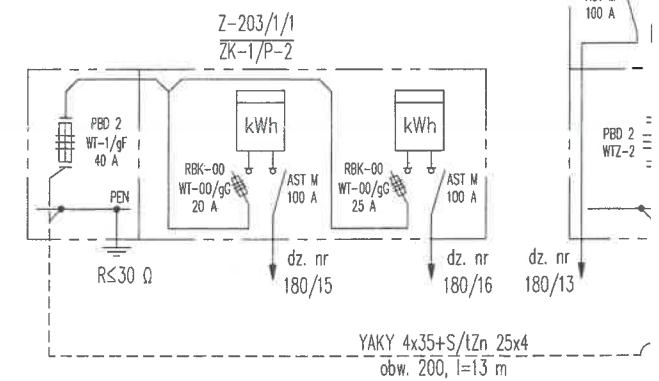 Z-203/1/1
ZK-1/P-2
100 A
PBD 2
WT-1/gF
40 A
PEN
R≤30 Ω
kWh
RBK-00
WT-00/gG
20 A
AST M
100 A
dz. nr
180/15
kWh
RBK-00
WT-00/gG
25 A
AST M
100 A
dz. nr
180/16
dz. nr
180/13
PBD 2
WTZ-2
YAKY 4x35+S/tZn 25x4
obw. 200, l=13 m